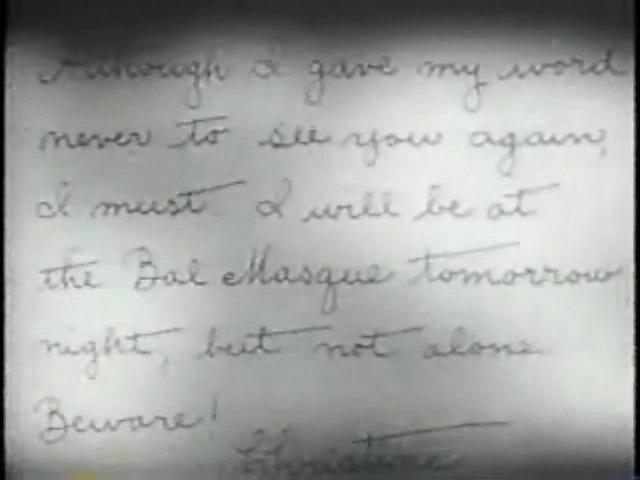 Although I gave my word
never to see you again,
I must. I will be at
the Bal Masque tomorrow
night, but not alone
Beware!
Christine